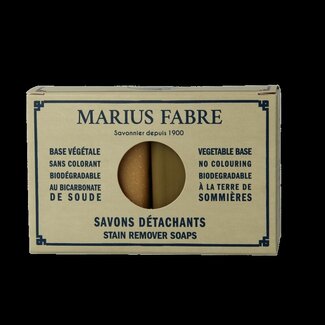 MARIUS FABRE
Savonnier depuis 1900
BASE VÉGÉTALE
SANS COLORANT
BIODÉGRADABLE
AU BICARBONATE
DE SOUDE
VEGETABLE BASE
NO COLOURING
BIODEGRADABLE
À LA TERRE DE
SOMMIÈRES
SAVONS DÉTACHANTS
STAIN REMOVER SOAPS